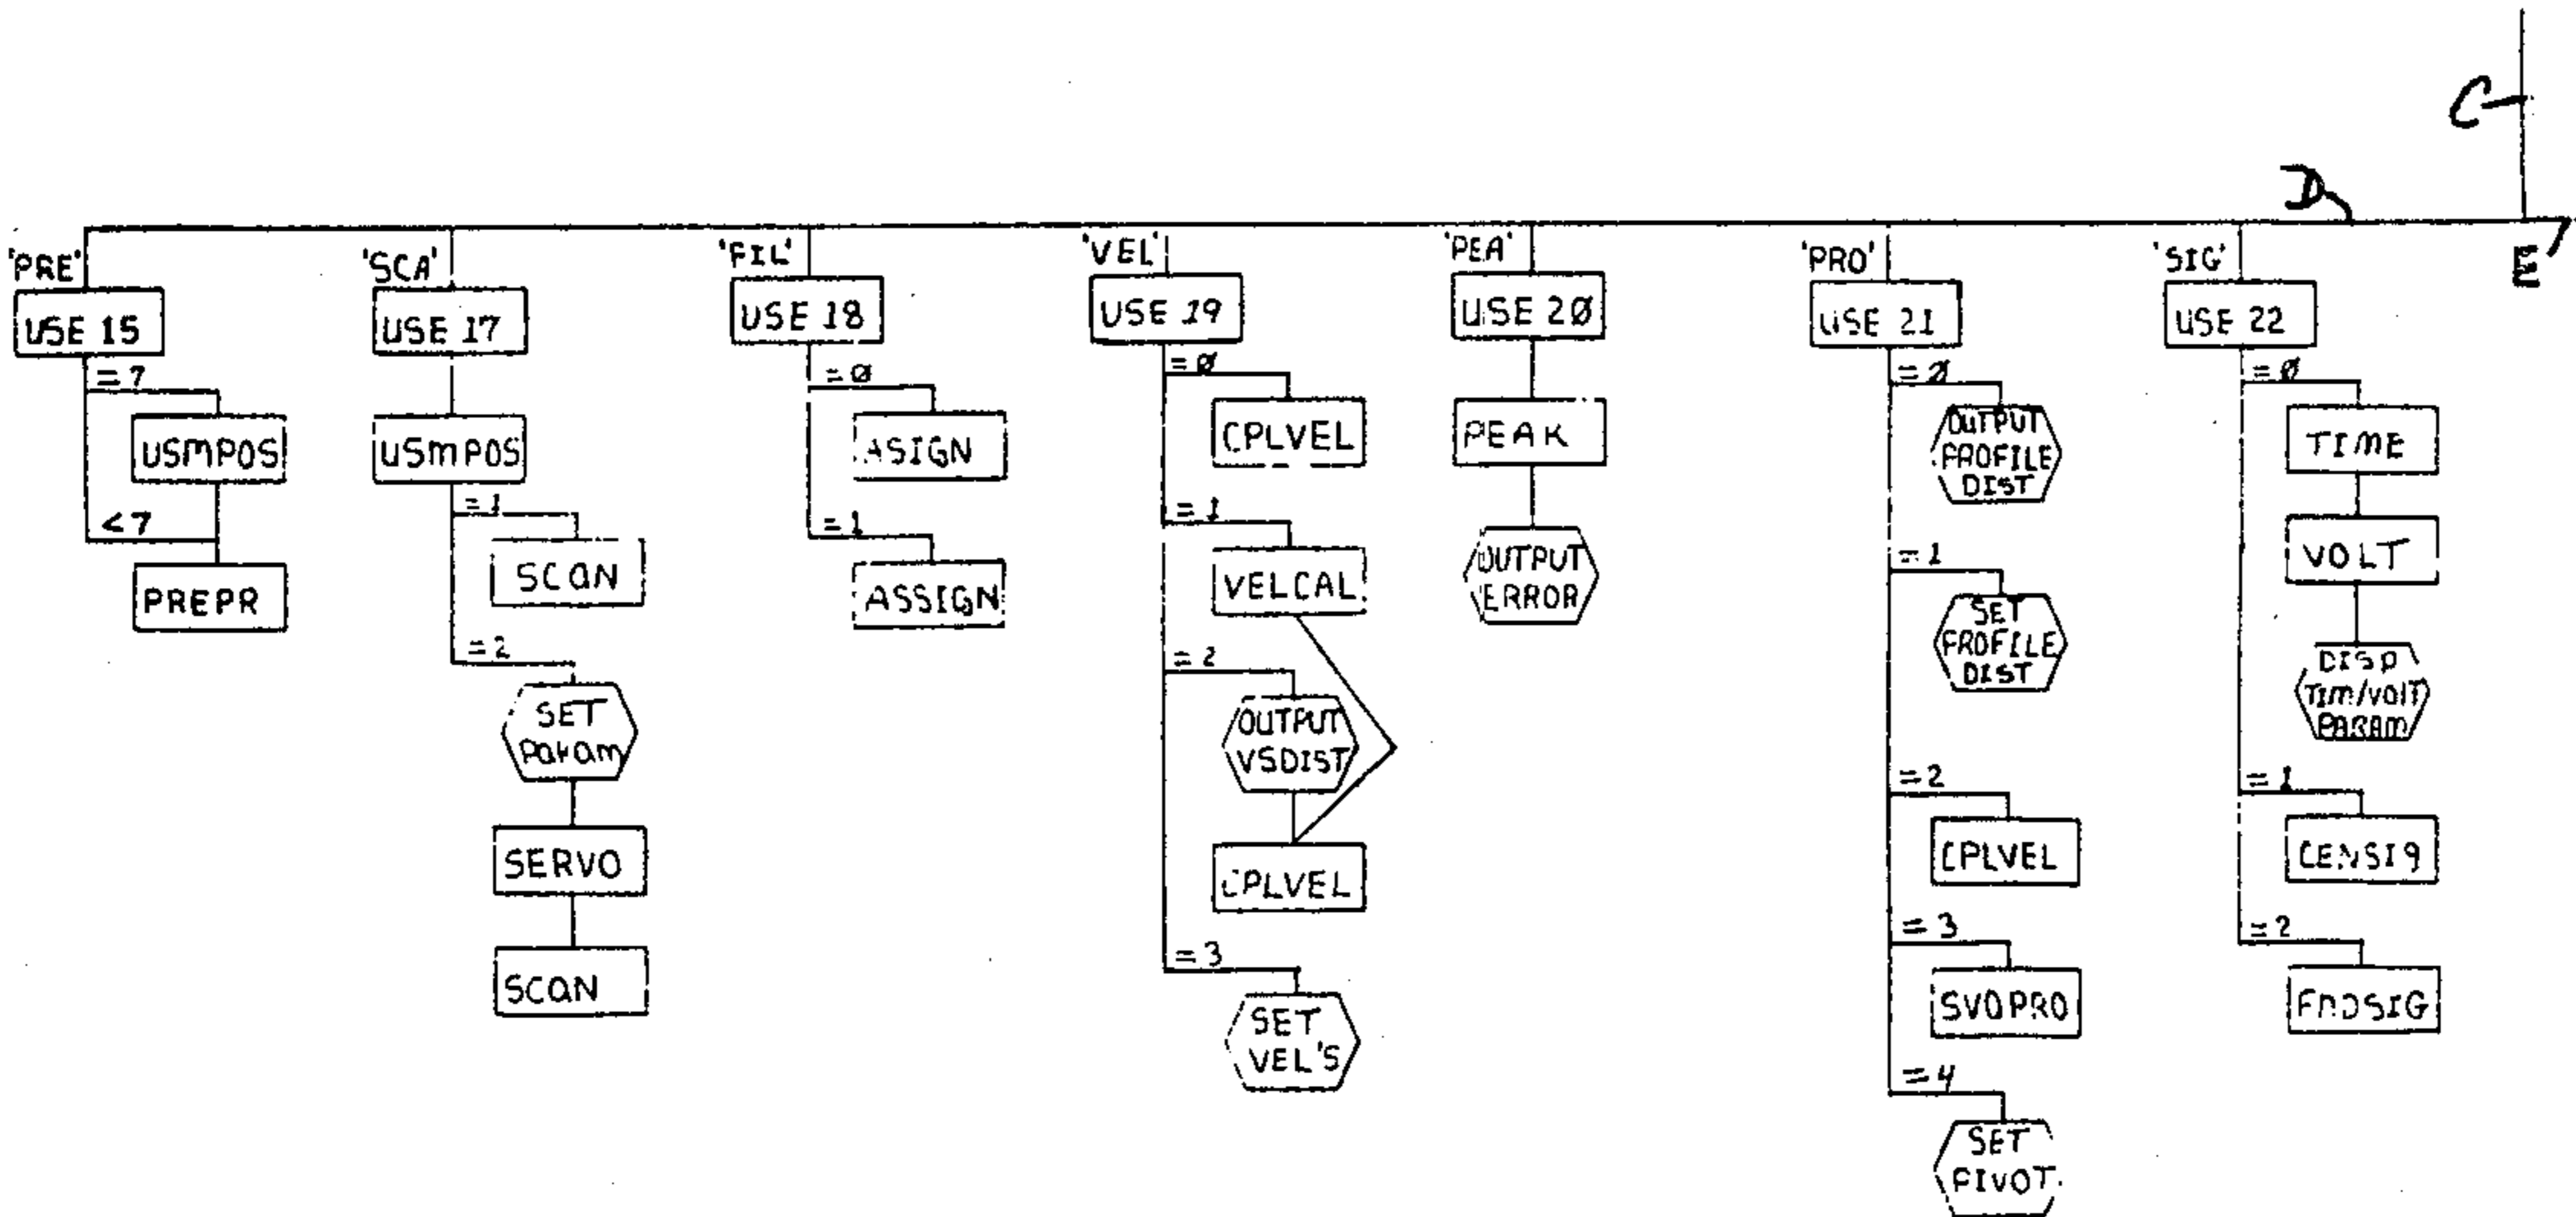 C
D
E
'PRE'
USE 15
=7
USMPOS
<7
PREPR
'SCA'
USE 17
USMPOS
=1
SCAN
=2
SET
Param
SERVO
SCAN
'FIL'
USE 18
=Ø
ASIGN
=1
ASSIGN
'VEL'
USE 19
=Ø
CPLVEL
=1
VELCAL
=2
OUTPUT
VSDIST
CPLVEL
=3
SET
VEL'S
'PEA'
USE 2Ø
PEAK
OUTPUT
ERROR
'PRO'
USE 21
=Ø
OUTPUT
PROFILE
DIST
=1
SET
PROFILE
DIST
=2
CPLVEL
=3
SVOPRO
=4
SET
PIVOT
'SIG'
USE 22
=Ø
TIME
VOLT
DISP
TIM/VOLT
PARAM
=1
CENSIG
=2
FNDSIG